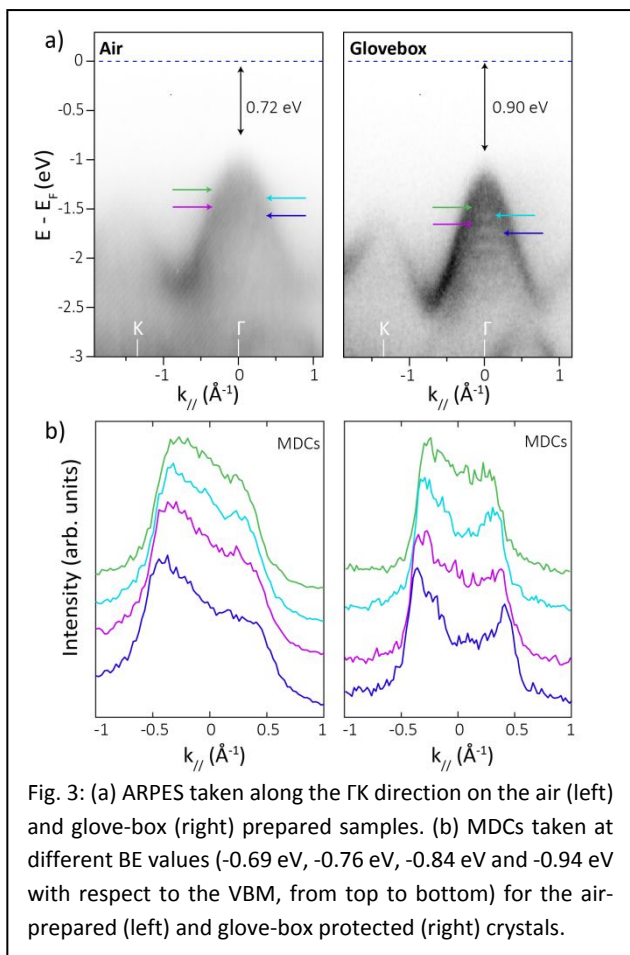 a)
Air
Glovebox
0
-0.5
-1
-1.5
-2
-2.5
-3
E - EF (eV)
0.72 eV
0.90 eV
K
Γ
K
Γ
-1
0
1
-1
0
1
k// (Å-1)
k// (Å-1)
b)
MDCs
MDCs
Intensity (arb. units)
-1
-0.5
0
0.5
1
-1
-0.5
0
0.5
1
k// (Å-1)
k// (Å-1)
Fig. 3: (a) ARPES taken along the ΓK direction on the air (left)
and glove-box (right) prepared samples. (b) MDCs taken at
different BE values (-0.69 eV, -0.76 eV, -0.84 eV and -0.94 eV
with respect to the VBM, from top to bottom) for the air-
prepared (left) and glove-box protected (right) crystals.